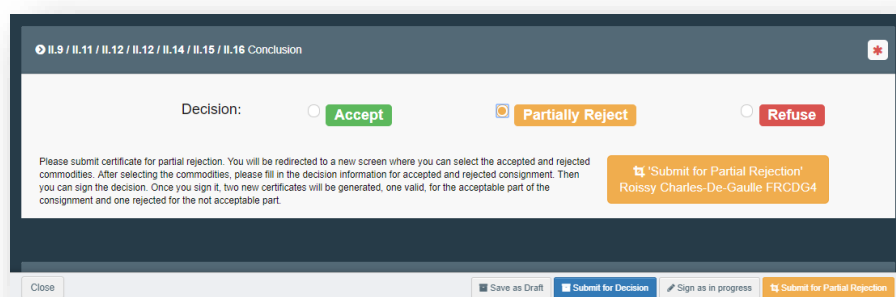 II.9 / II.11 / II.12 / II.12 / II.14 / II.15 / II.16 Conclusion
Decision: Accept Partially Reject Refuse
Please submit certificate for partial rejection. You will be redirected to a new screen where you can select the accepted and rejected
commodities. After selecting the commodities, please fill in the decision information for accepted and rejected consignment. Then
you can sign the decision. Once you sign it, two new certificates will be generated, one valid, for the acceptable part of the
consignment and one rejected for the not acceptable part.
'Submit for Partial Rejection'
Roissy Charles-De-Gaulle FRCDG4
Close Save as Draft Submit for Decision Sign as in progress Submit for Partial Rejection